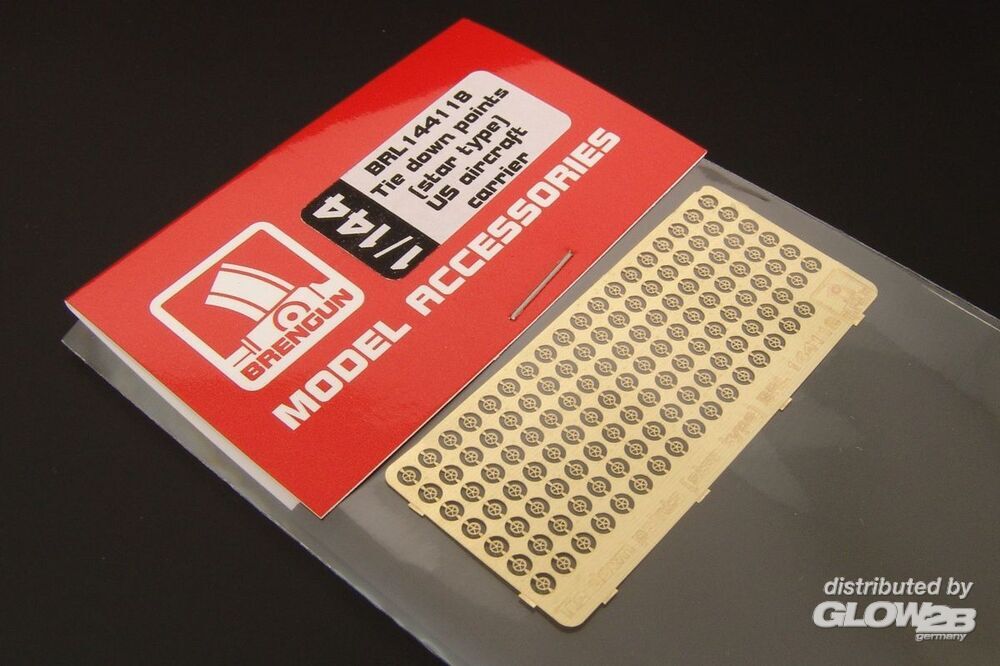 BRL144118
Tie down points
(star type)
US aircraft
carrier
1/144
BRENGUN
MODEL ACCESSORIES
distributed by
GLOW2B
germany